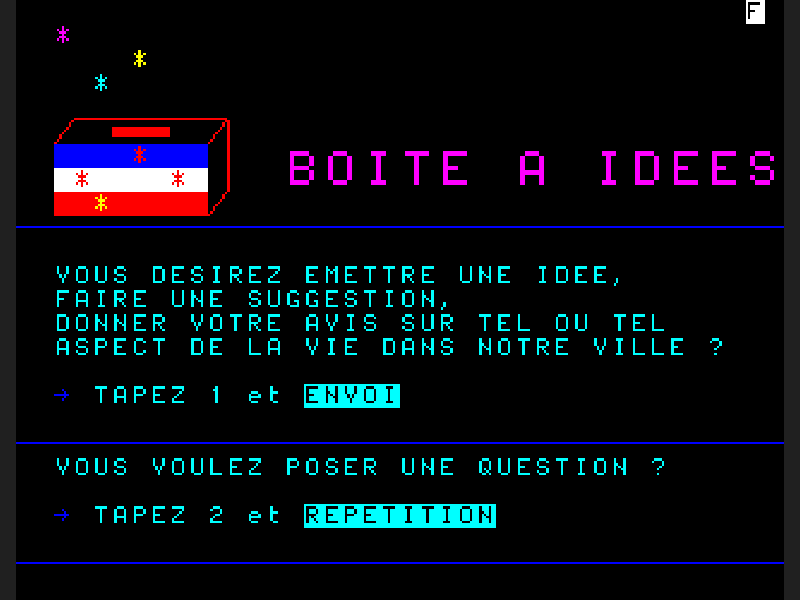 F
BOITE A IDEES
VOUS DESIREZ EMETTRE UNE IDEE,
FAIRE UNE SUGGESTION,
DONNER VOTRE AVIS SUR TEL OU TEL
ASPECT DE LA VIE DANS NOTRE VILLE ?
→ TAPEZ 1 et ENVOI
VOUS VOULEZ POSER UNE QUESTION ?
→ TAPEZ 2 et REPETITION